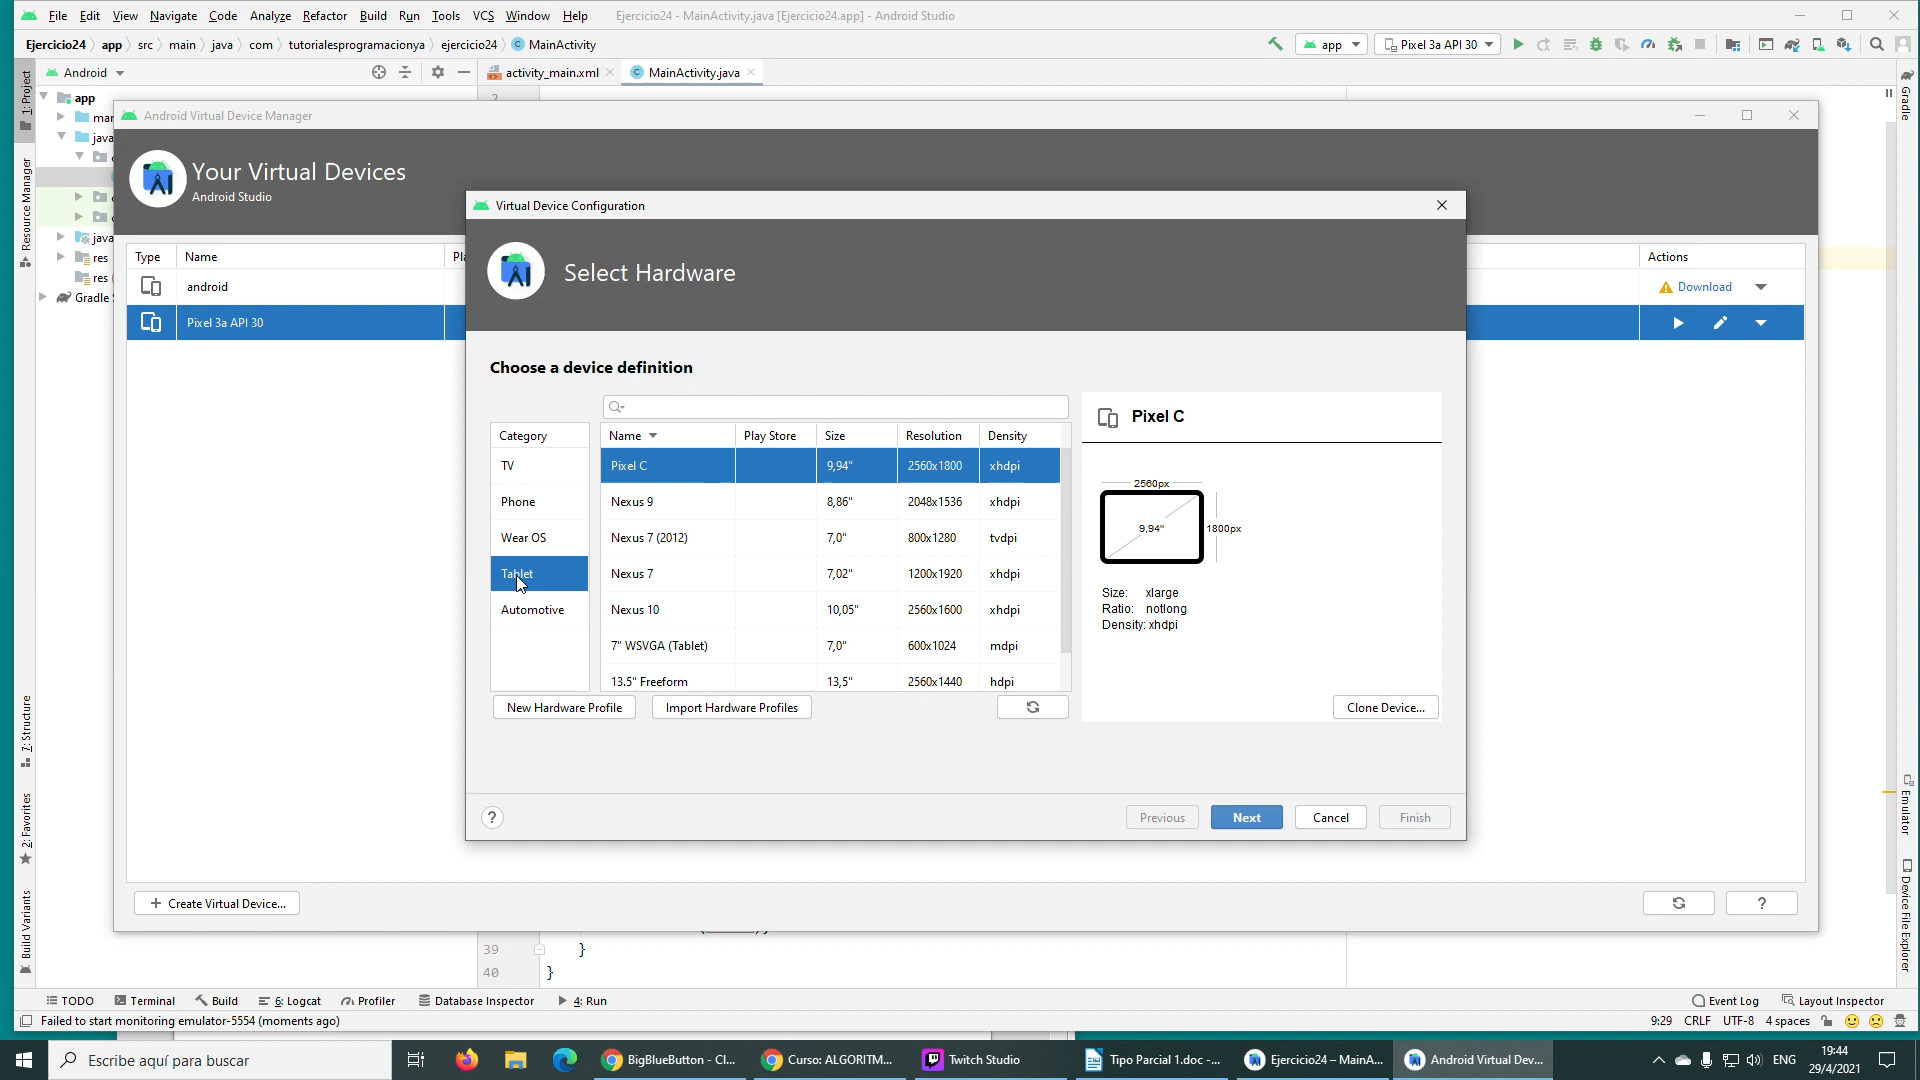 File Edit View Navigate Code Analyze Refactor Build Run Tools VCS Window Help Ejercicio24 - MainActivity.java [Ejercicio24.app] - Android Studio
Ejercicio24 app src main java com tutorialesprogramacionya ejercicio24 MainActivity app Pixel 3a API 30
Android activity_main.xml MainActivity.java
1: Project
Resource Manager
7: Structure
2: Favorites
Build Variants
Gradle
Emulator
Device File Explorer
app
java
java
res
res
Gradle
2
Android Virtual Device Manager
Your Virtual Devices
Android Studio
Type Name
Actions
android Download
Pixel 3a API 30
Virtual Device Configuration
Select Hardware
Choose a device definition
Category
TV
Phone
Wear OS
Tablet
Automotive
Name Play Store Size Resolution Density
Pixel C 9,94" 2560x1800 xhdpi
Nexus 9 8,86" 2048x1536 xhdpi
Nexus 7 (2012) 7,0" 800x1280 tvdpi
Nexus 7 7,02" 1200x1920 xhdpi
Nexus 10 10,05" 2560x1600 xhdpi
7" WSVGA (Tablet) 7,0" 600x1024 mdpi
13.5" Freeform 13,5" 2560x1440 hdpi
Pixel C
2560px
9,94"
1800px
Size: xlarge
Ratio: notlong
Density: xhdpi
New Hardware Profile Import Hardware Profiles Clone Device...
? Previous Next Cancel Finish
+ Create Virtual Device... ?
39 }
40 }
TODO Terminal Build 6: Logcat Profiler Database Inspector 4: Run Event Log Layout Inspector
Failed to start monitoring emulator-5554 (moments ago) 9:29 CRLF UTF-8 4 spaces
Escribe aquí para buscar BigBlueButton - Cl... Curso: ALGORITM... Twitch Studio Tipo Parcial 1.doc -... Ejercicio24 – MainA... Android Virtual Dev... ENG 19:44
29/4/2021